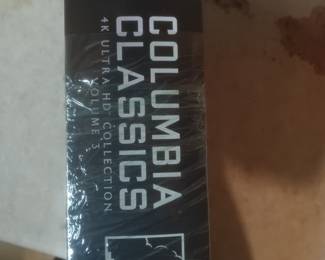 COLUMBIA
CLASSICS
4K ULTRA HD COLLECTION
VOLUME 3